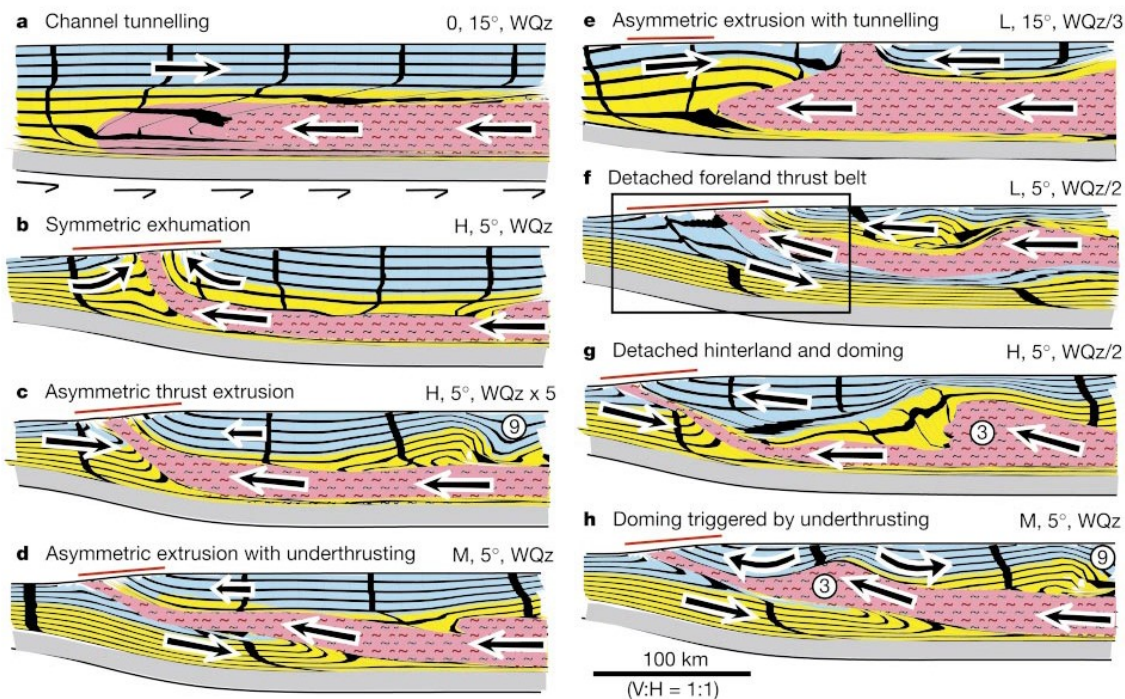 a Channel tunnelling 0, 15°, WQz
b Symmetric exhumation H, 5°, WQz
c Asymmetric thrust extrusion H, 5°, WQz x 5
9
d Asymmetric extrusion with underthrusting M, 5°, WQz
e Asymmetric extrusion with tunnelling L, 15°, WQz/3
f Detached foreland thrust belt L, 5°, WQz/2
g Detached hinterland and doming H, 5°, WQz/2
3
h Doming triggered by underthrusting M, 5°, WQz
9
3
100 km
(V:H = 1:1)